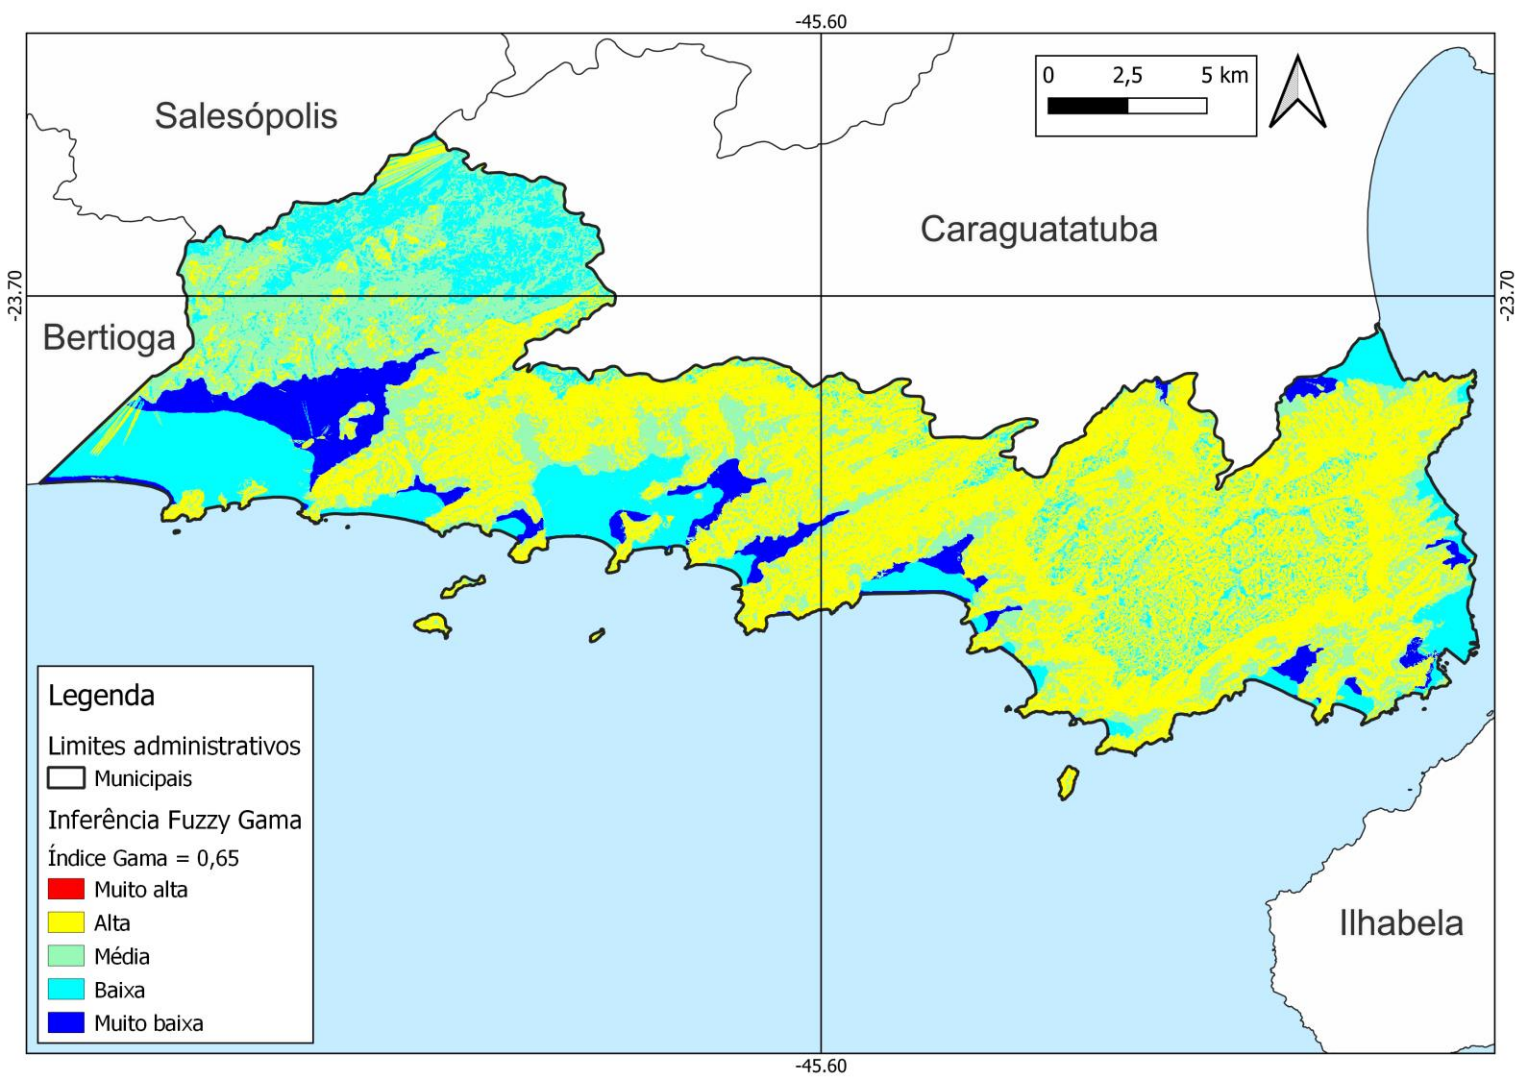 -45.60
0 2,5 5 km
Salesópolis
Caraguatatuba
-23.70
-23.70
Bertioga
Legenda
Limites administrativos
Municipais
Inferência Fuzzy Gama
Índice Gama = 0,65
Muito alta
Alta
Média
Baixa
Muito baixa
Ilhabela
-45.60